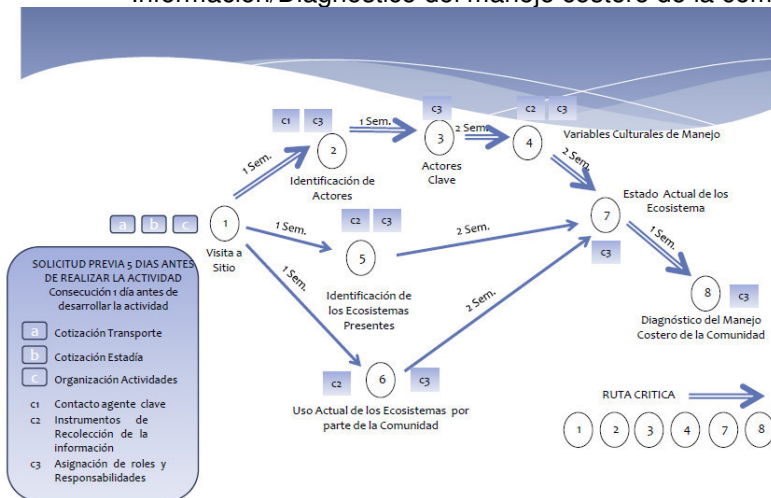 Información/Diagnóstico del manejo costero de la com
c1 c3
1 Sem.
c3
2 Sem.
c2 c3
Variables Culturales de Manejo
1 Sem.
2
3
4
2 Sem.
Identificación de
Actores
Actores
Clave
Estado Actual de los
Ecosistema
a b c
1
Visita a
Sitio
1 Sem.
c2 c3
5
2 Sem.
7
c3
1 Sem.
Identificación de
los Ecosistemas
Presentes
1 Sem.
2 Sem.
8
c3
Diagnóstico del Manejo
Costero de la Comunidad
c2
6
c3
Uso Actual de los Ecosistemas por
parte de la Comunidad
SOLICITUD PREVIA 5 DIAS ANTES
DE REALIZAR LA ACTIVIDAD
Consecución 1 día antes de
desarrollar la actividad
a Cotización Transporte
b Cotización Estadía
c Organización Actividades
c1 Contacto agente clave
c2 Instrumentos de
Recolección de la
información
c3 Asignación de roles y
Responsabilidades
RUTA CRITICA
1 2 3 4 7 8